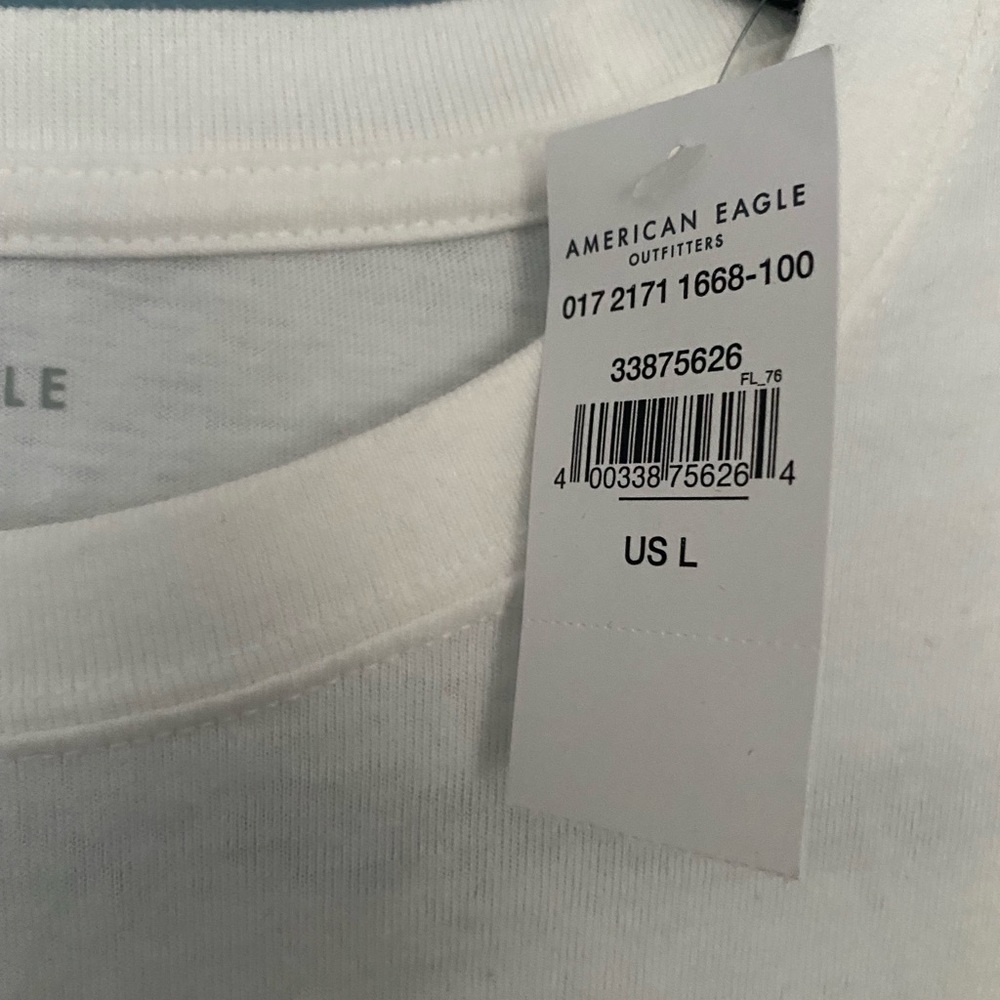 AMERICAN EAGLE
OUTFITTERS
017 2171 1668-100
33875626
FL_76
4 00338 75626 4
US L
LE